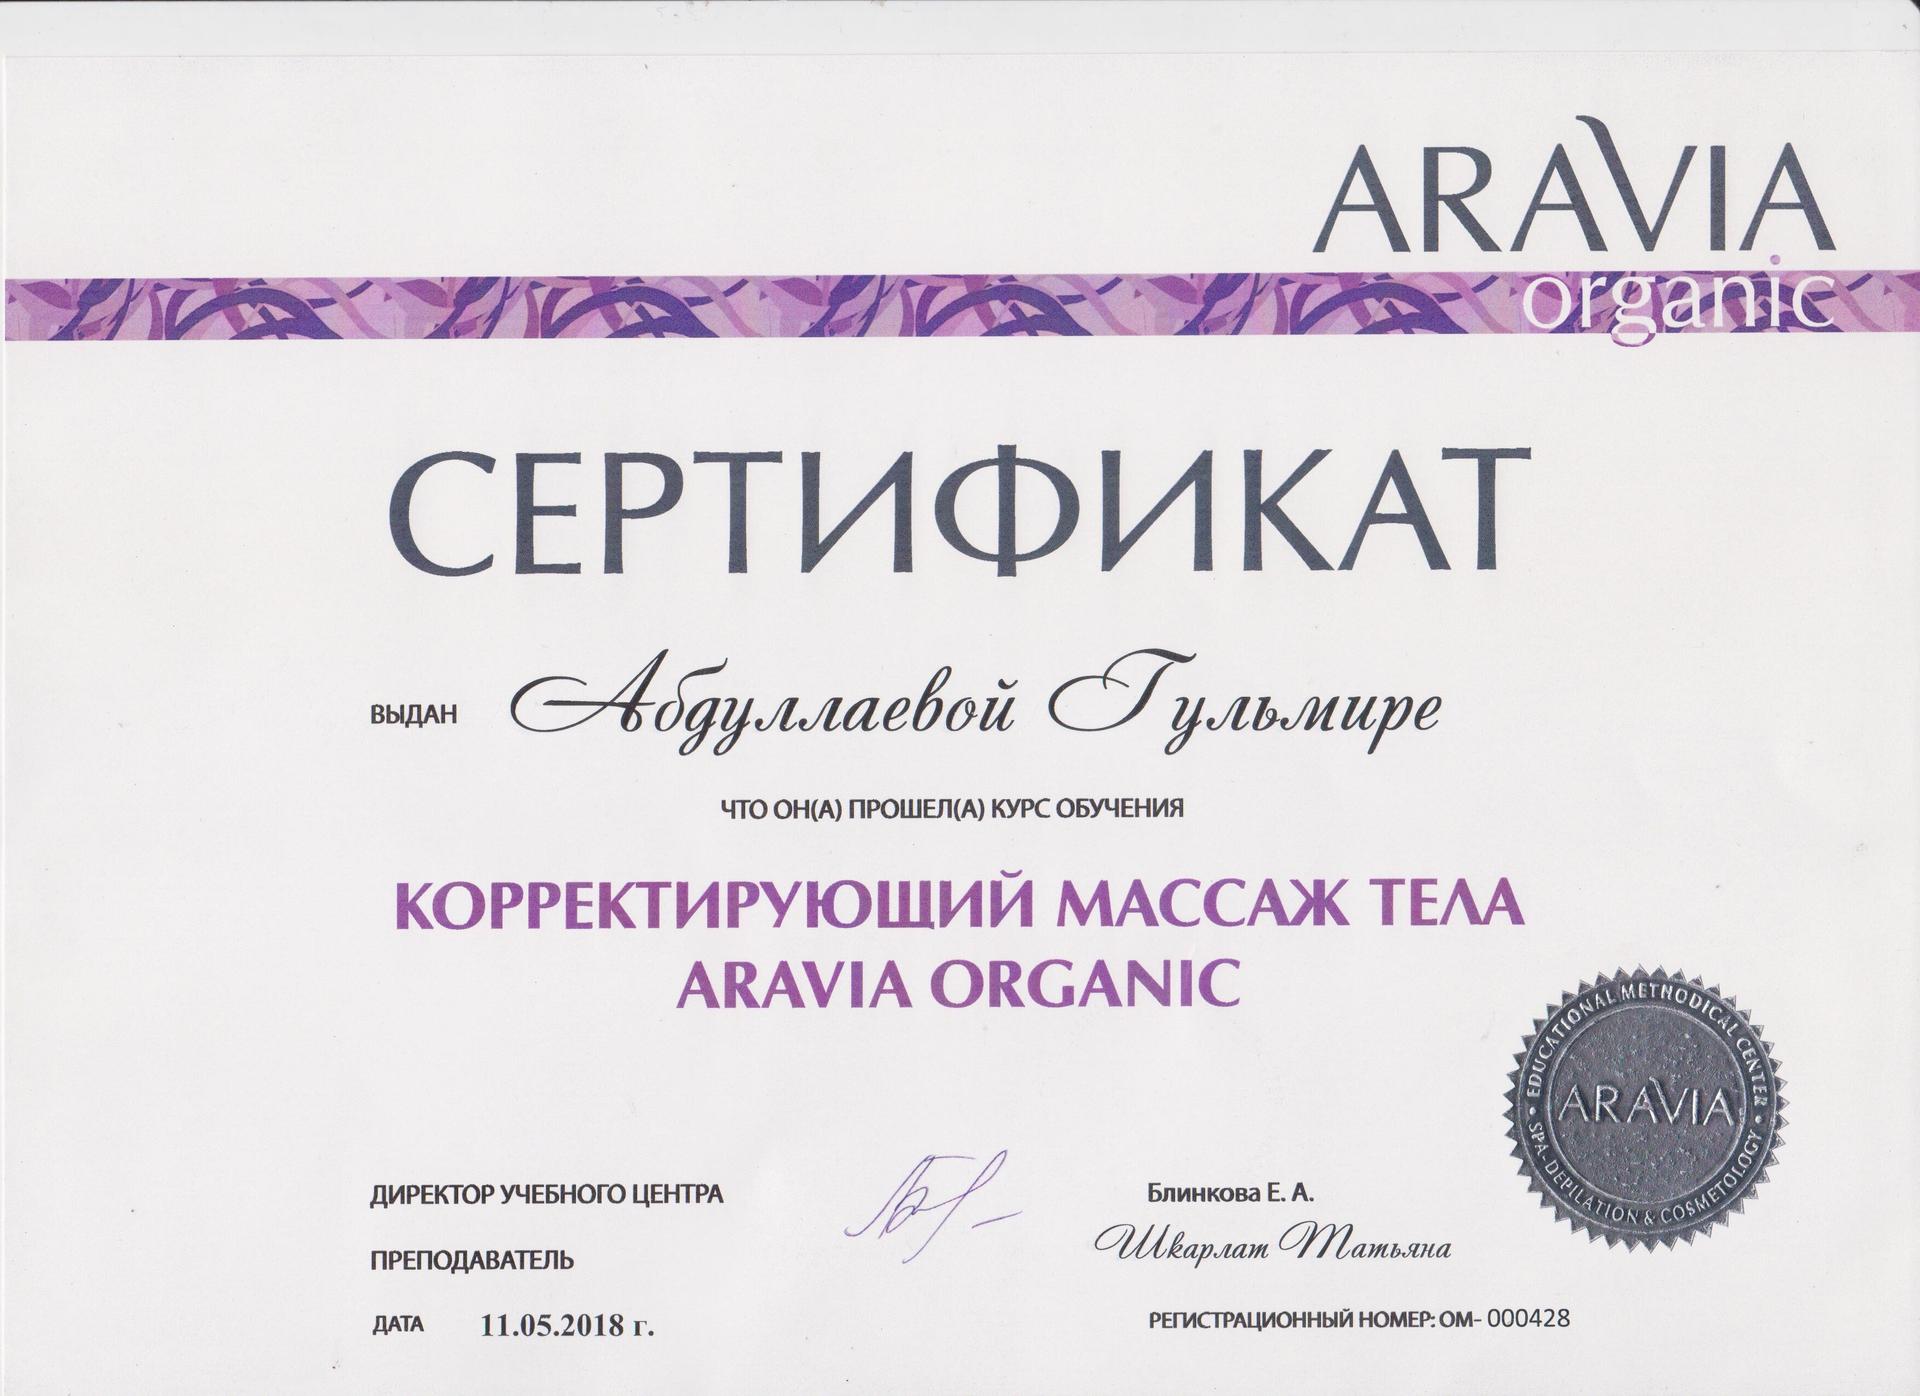 ARAVIA
organic
СЕРТИФИКАТ
ВЫДАН Абдуллаевой Гульмире
ЧТО ОН(А) ПРОШЕЛ(А) КУРС ОБУЧЕНИЯ
КОРРЕКТИРУЮЩИЙ МАССАЖ ТЕЛА
ARAVIA ORGANIC
EDUCATIONAL METHODICAL CENTER
ARAVIA
SPA-DEPILATION & COSMETOLOGY
ДИРЕКТОР УЧЕБНОГО ЦЕНТРА Блинкова Е. А.
ПРЕПОДАВАТЕЛЬ Шкарлат Татьяна
ДАТА 11.05.2018 г. РЕГИСТРАЦИОННЫЙ НОМЕР: ОМ- 000428